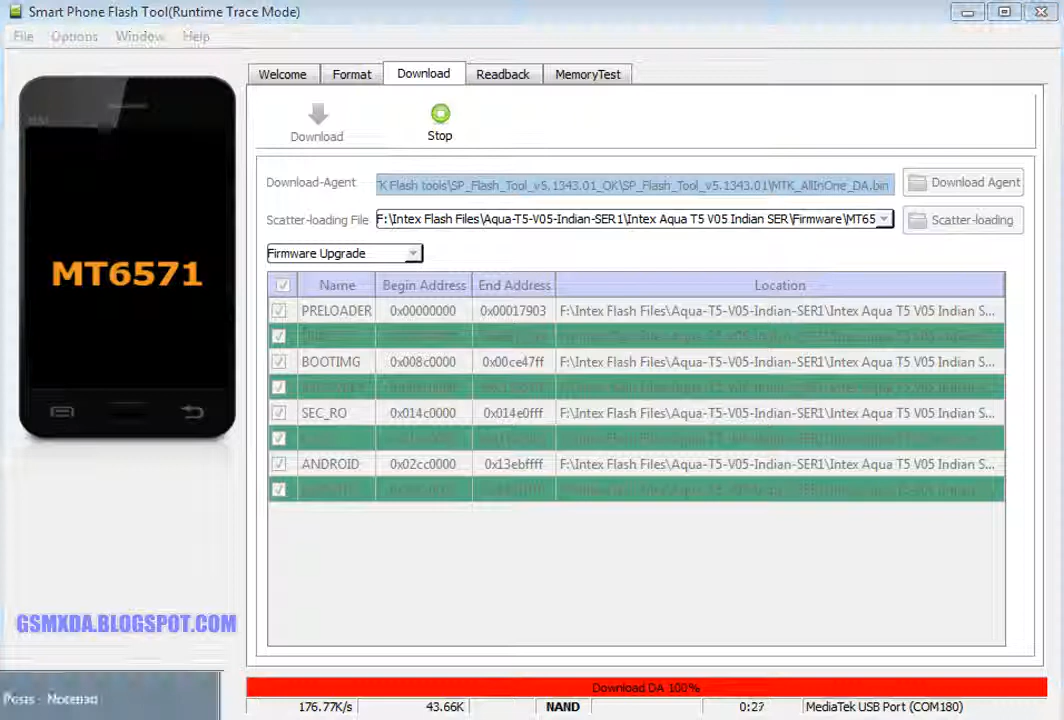 Smart Phone Flash Tool(Runtime Trace Mode)
File Options Window Help
Welcome Format Download Readback MemoryTest
Download Stop
Download-Agent K Flash tools\SP_Flash_Tool_v5.1343.01_OK\SP_Flash_Tool_v5.1343.01\MTK_AllInOne_DA.bin Download Agent
Scatter-loading File F:\Intex Flash Files\Aqua-T5-V05-Indian-SER1\Intex Aqua T5 V05 Indian SER\Firmware\MT65 Scatter-loading
Firmware Upgrade
MT6571
Name Begin Address End Address Location
PRELOADER 0x00000000 0x00017903 F:\Intex Flash Files\Aqua-T5-V05-Indian-SER1\Intex Aqua T5 V05 Indian S...
BOOTIMG 0x008c0000 0x00ce47ff F:\Intex Flash Files\Aqua-T5-V05-Indian-SER1\Intex Aqua T5 V05 Indian S...
SEC_RO 0x014c0000 0x014e0fff F:\Intex Flash Files\Aqua-T5-V05-Indian-SER1\Intex Aqua T5 V05 Indian S...
ANDROID 0x02cc0000 0x13ebffff F:\Intex Flash Files\Aqua-T5-V05-Indian-SER1\Intex Aqua T5 V05 Indian S...
GSMXDA.BLOGSPOT.COM
Posts - Notepad
Download DA 100%
176.77K/s 43.66K NAND 0:27 MediaTek USB Port (COM180)